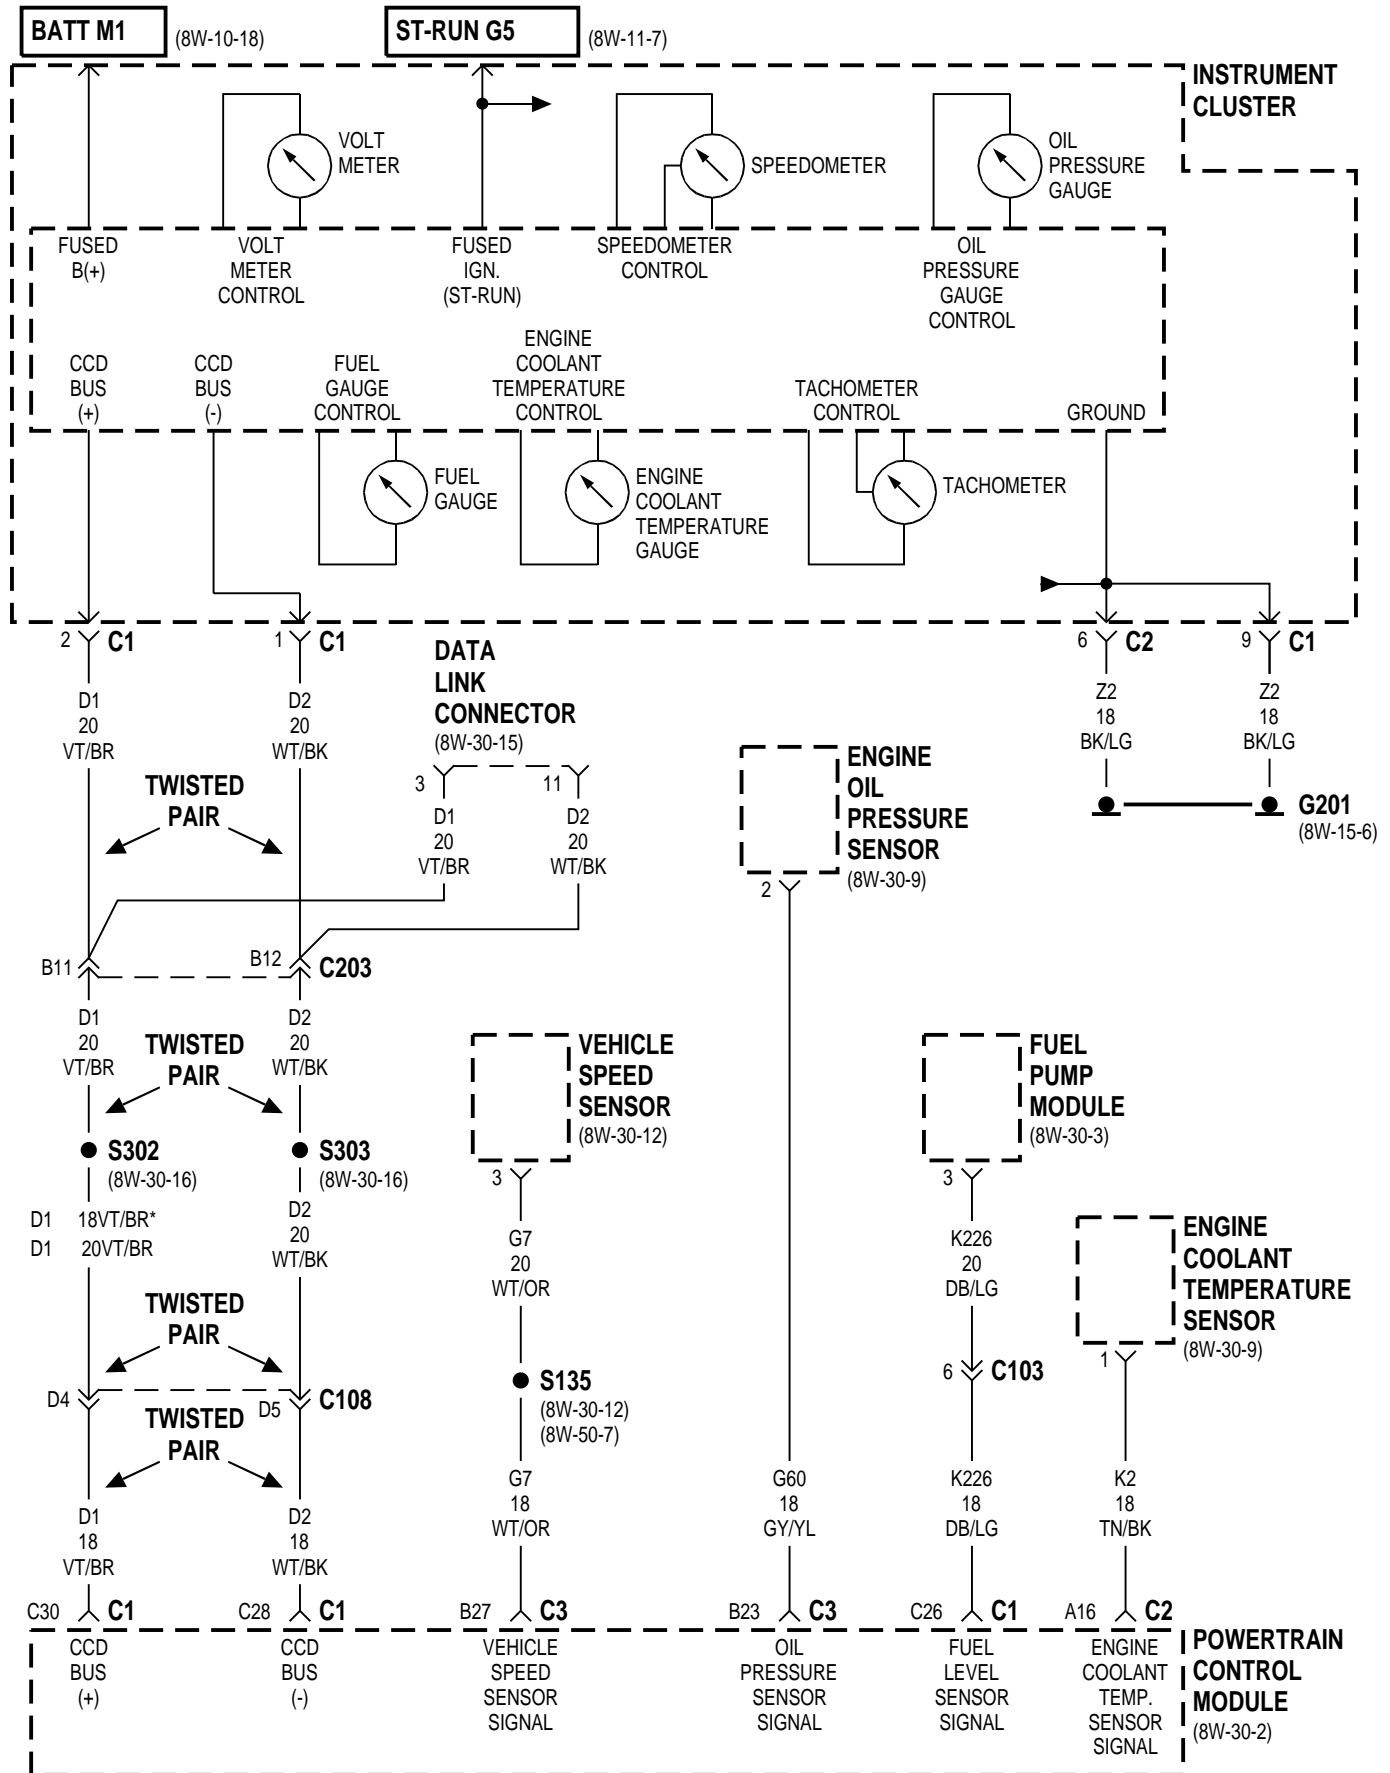 BATT M1
(8W-10-18)
ST-RUN G5
(8W-11-7)
INSTRUMENT
CLUSTER
VOLT
METER
SPEEDOMETER
OIL
PRESSURE
GAUGE
FUSED
B(+)
VOLT
METER
CONTROL
FUSED
IGN.
(ST-RUN)
SPEEDOMETER
CONTROL
OIL
PRESSURE
GAUGE
CONTROL
CCD
BUS
(+)
CCD
BUS
(-)
FUEL
GAUGE
CONTROL
ENGINE
COOLANT
TEMPERATURE
CONTROL
TACHOMETER
CONTROL
GROUND
FUEL
GAUGE
ENGINE
COOLANT
TEMPERATURE
GAUGE
TACHOMETER
2
C1
1
C1
6
C2
9
C1
D1
20
VT/BR
D2
20
WT/BK
DATA
LINK
CONNECTOR
(8W-30-15)
3
11
D1
20
VT/BR
D2
20
WT/BK
Z2
18
BK/LG
Z2
18
BK/LG
G201
(8W-15-6)
TWISTED
PAIR
ENGINE
OIL
PRESSURE
SENSOR
(8W-30-9)
2
B11
B12
C203
D1
20
VT/BR
D2
20
WT/BK
TWISTED
PAIR
VEHICLE
SPEED
SENSOR
(8W-30-12)
3
FUEL
PUMP
MODULE
(8W-30-3)
3
S302
(8W-30-16)
S303
(8W-30-16)
D1 18VT/BR*
D1 20VT/BR
D2
20
WT/BK
G7
20
WT/OR
K226
20
DB/LG
ENGINE
COOLANT
TEMPERATURE
SENSOR
(8W-30-9)
1
TWISTED
PAIR
S135
(8W-30-12)
(8W-50-7)
6
C103
D4
D5
C108
TWISTED
PAIR
D1
18
VT/BR
D2
18
WT/BK
G7
18
WT/OR
G60
18
GY/YL
K226
18
DB/LG
K2
18
TN/BK
C30
C1
C28
C1
B27
C3
B23
C3
C26
C1
A16
C2
CCD
BUS
(+)
CCD
BUS
(-)
VEHICLE
SPEED
SENSOR
SIGNAL
OIL
PRESSURE
SENSOR
SIGNAL
FUEL
LEVEL
SENSOR
SIGNAL
ENGINE
COOLANT
TEMP.
SENSOR
SIGNAL
POWERTRAIN
CONTROL
MODULE
(8W-30-2)